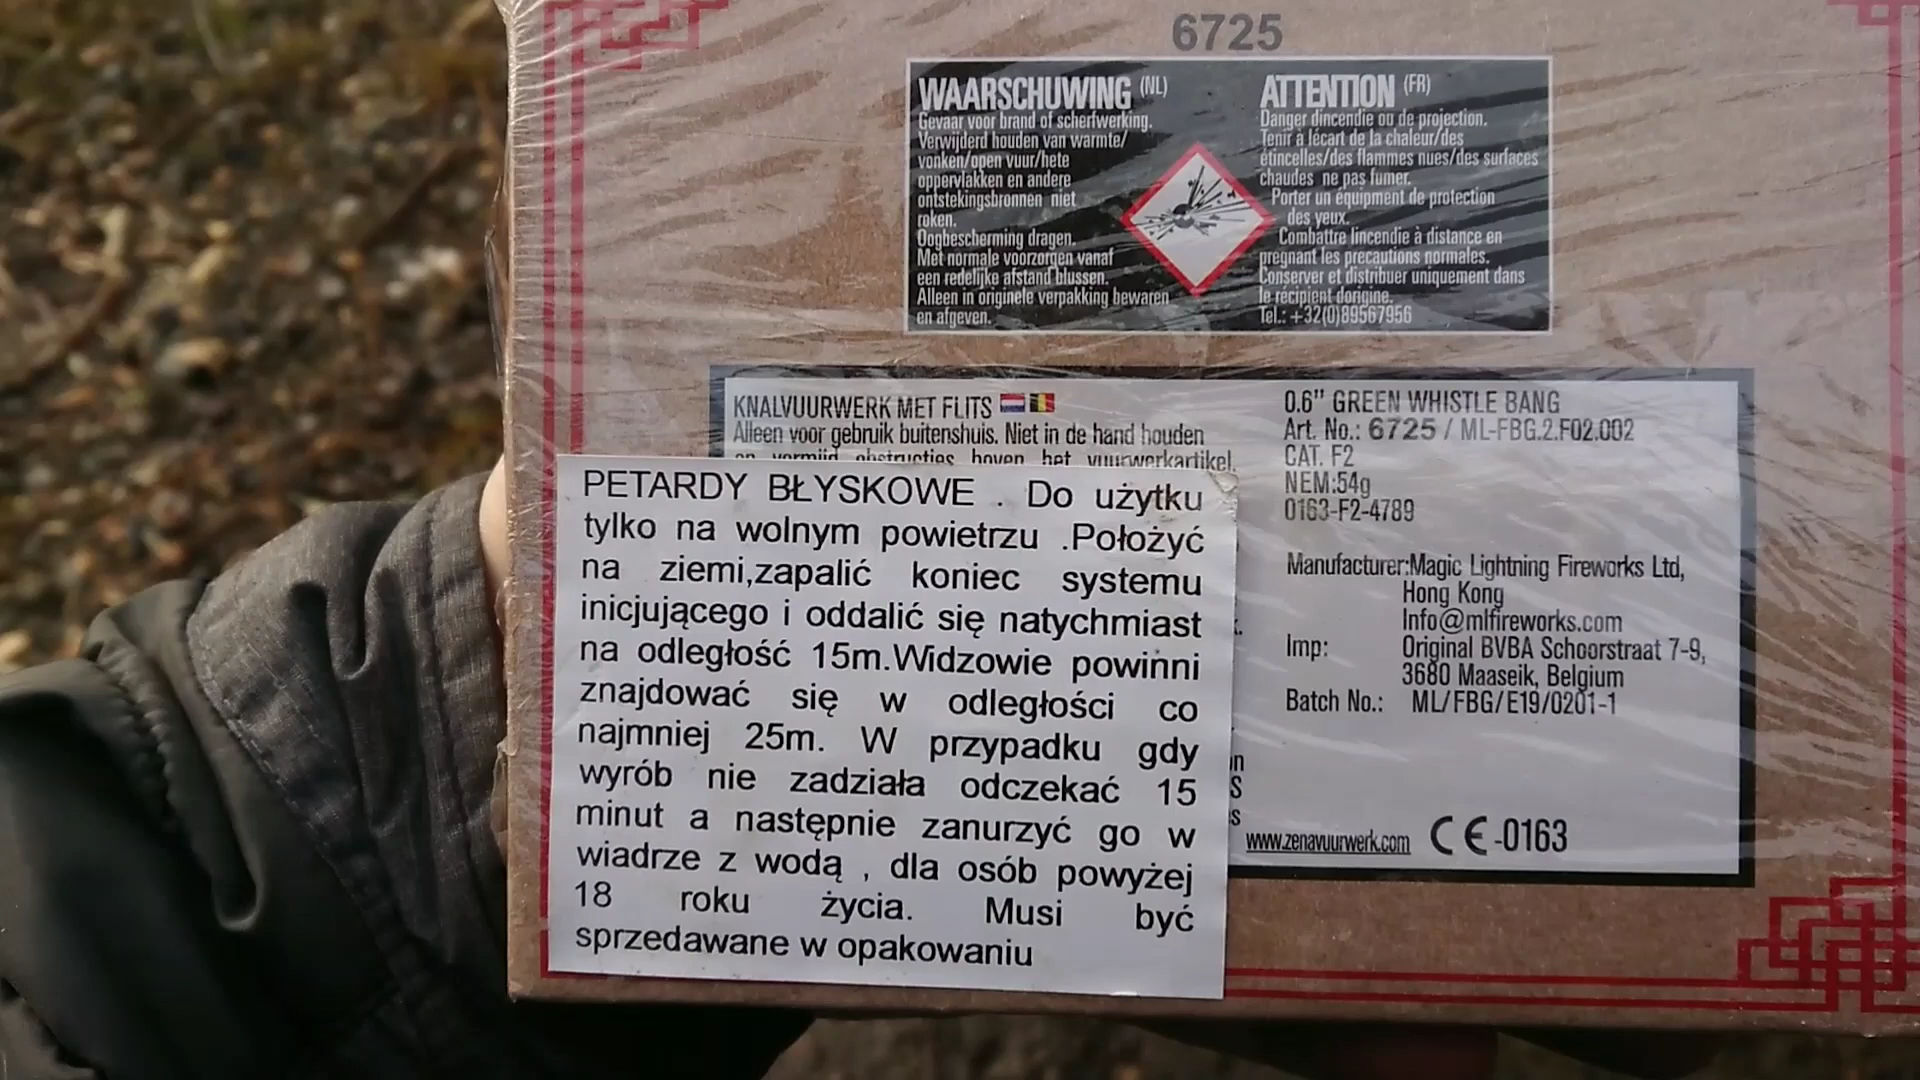 6725
WAARSCHUWING (NL)
Gevaar voor brand of scherfwerking.
Verwijderd houden van warmte/
vonken/open vuur/hete
oppervlakken en andere
ontstekingsbronnen niet
roken.
Oogbescherming dragen.
Met normale voorzorgen vanaf
een redelijke afstand blussen.
Alleen in originele verpakking bewaren
en afgeven.
ATTENTION (FR)
Danger dincendie ou de projection.
Tenir à lécart de la chaleur/des
étincelles/des flammes nues/des surfaces
chaudes ne pas fumer.
Porter un équipment de protection
des yeux.
Combattre lincendie à distance en
pregnant les precautions normales.
Conserver et distribuer uniquement dans
le récipient dorigine.
Tel.: +32(0)89567956
KNALVUURWERK MET FLITS
Alleen voor gebruik buitenshuis. Niet in de hand houden
en vermijd obstructies boven het vuurwerkartikel.
PETARDY BŁYSKOWE . Do użytku
tylko na wolnym powietrzu .Położyć
na ziemi,zapalić koniec systemu
inicjującego i oddalić się natychmiast
na odległość 15m.Widzowie powinni
znajdować się w odległości co
najmniej 25m. W przypadku gdy
wyrób nie zadziała odczekać 15
minut a następnie zanurzyć go w
wiadrze z wodą , dla osób powyżej
18 roku życia. Musi być
sprzedawane w opakowaniu
0.6” GREEN WHISTLE BANG
Art. No.: 6725 / ML-FBG.2.F02.002
CAT. F2
NEM:54g
0163-F2-4789
Manufacturer:Magic Lightning Fireworks Ltd,
Hong Kong
Info@mlfireworks.com
Imp: Original BVBA Schoorstraat 7-9,
3680 Maaseik, Belgium
Batch No.: ML/FBG/E19/0201-1
www.zenavuurwerk.com CE-0163